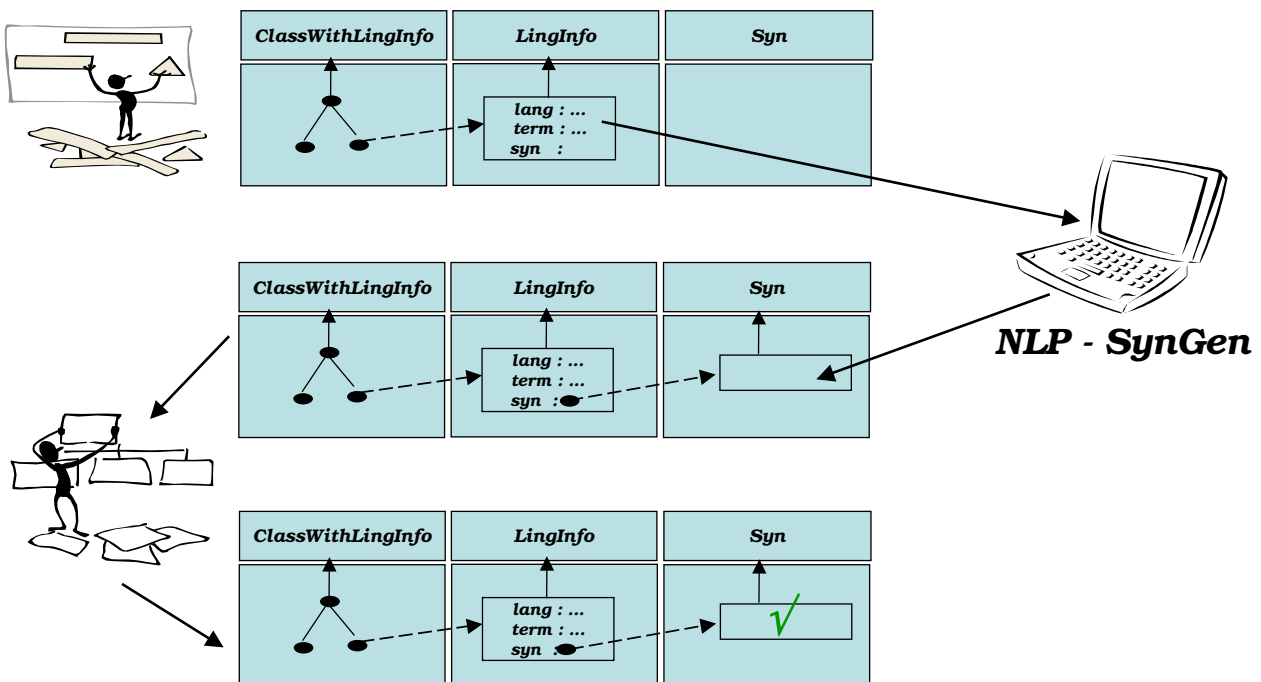 ClassWithLingInfo LingInfo Syn
lang : ...
term : ...
syn :
ClassWithLingInfo LingInfo Syn
lang : ...
term : ...
syn :
NLP - SynGen
ClassWithLingInfo LingInfo Syn
lang : ...
term : ...
syn :
√